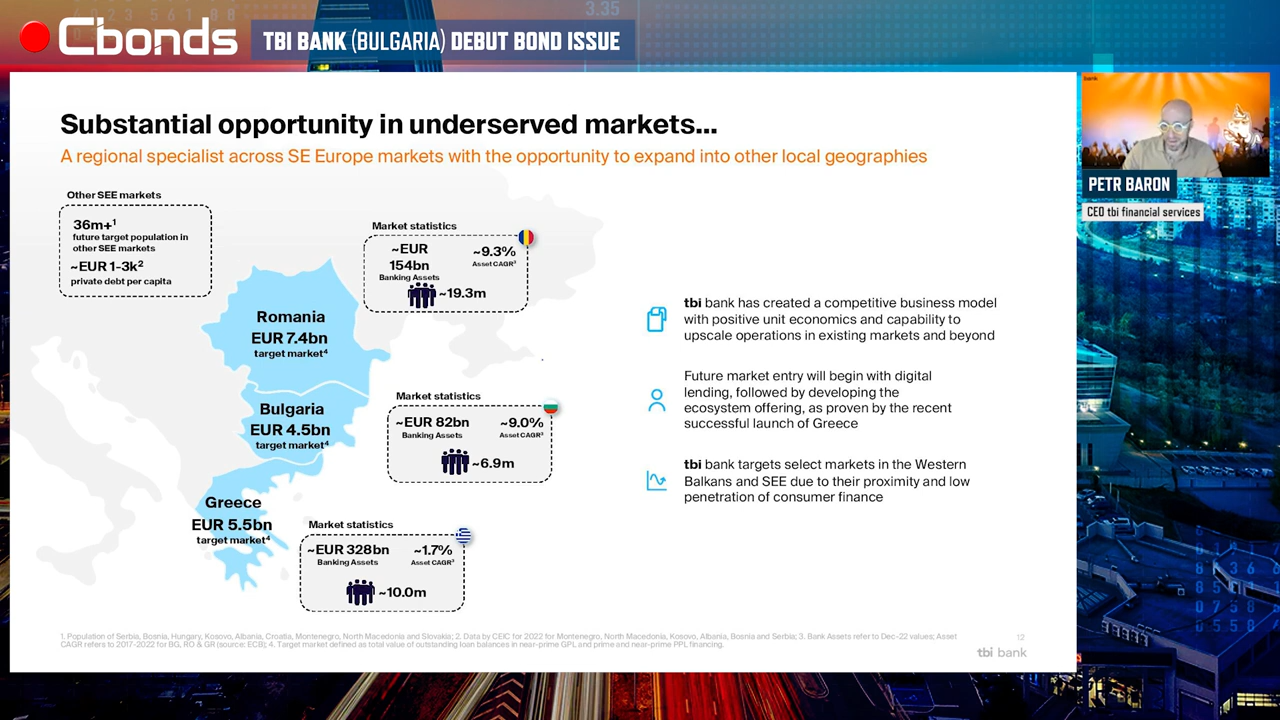 Cbonds
TBI BANK (BULGARIA) DEBUT BOND ISSUE
3.35
Substantial opportunity in underserved markets...
A regional specialist across SE Europe markets with the opportunity to expand into other local geographies
Other SEE markets
36m+1
future target population in
other SEE markets
~EUR 1-3k2
private debt per capita
Market statistics
~EUR
154bn
Banking Assets
~9.3%
Asset CAGR3
~19.3m
Romania
EUR 7.4bn
target market4
Market statistics
~EUR 82bn
Banking Assets
~9.0%
Asset CAGR3
~6.9m
Bulgaria
EUR 4.5bn
target market4
Greece
EUR 5.5bn
target market4
Market statistics
~EUR 328bn
Banking Assets
~1.7%
Asset CAGR3
~10.0m
tbi bank has created a competitive business model
with positive unit economics and capability to
upscale operations in existing markets and beyond
Future market entry will begin with digital
lending, followed by developing the
ecosystem offering, as proven by the recent
successful launch of Greece
tbi bank targets select markets in the Western
Balkans and SEE due to their proximity and low
penetration of consumer finance
1. Population of Serbia, Bosnia, Hungary, Kosovo, Albania, Croatia, Montenegro, North Macedonia and Slovakia; 2. Data by CEIC for 2022 for Montenegro, North Macedonia, Kosovo, Albania, Bosnia and Serbia; 3. Bank Assets refer to Dec-22 values; Asset
CAGR refers to 2017-2022 for BG, RO & GR (source: ECB); 4. Target market defined as total value of outstanding loan balances in near-prime GPL and prime and near-prime PPL financing.
12
tbi bank
bank
PETR BARON
CEO tbi financial services